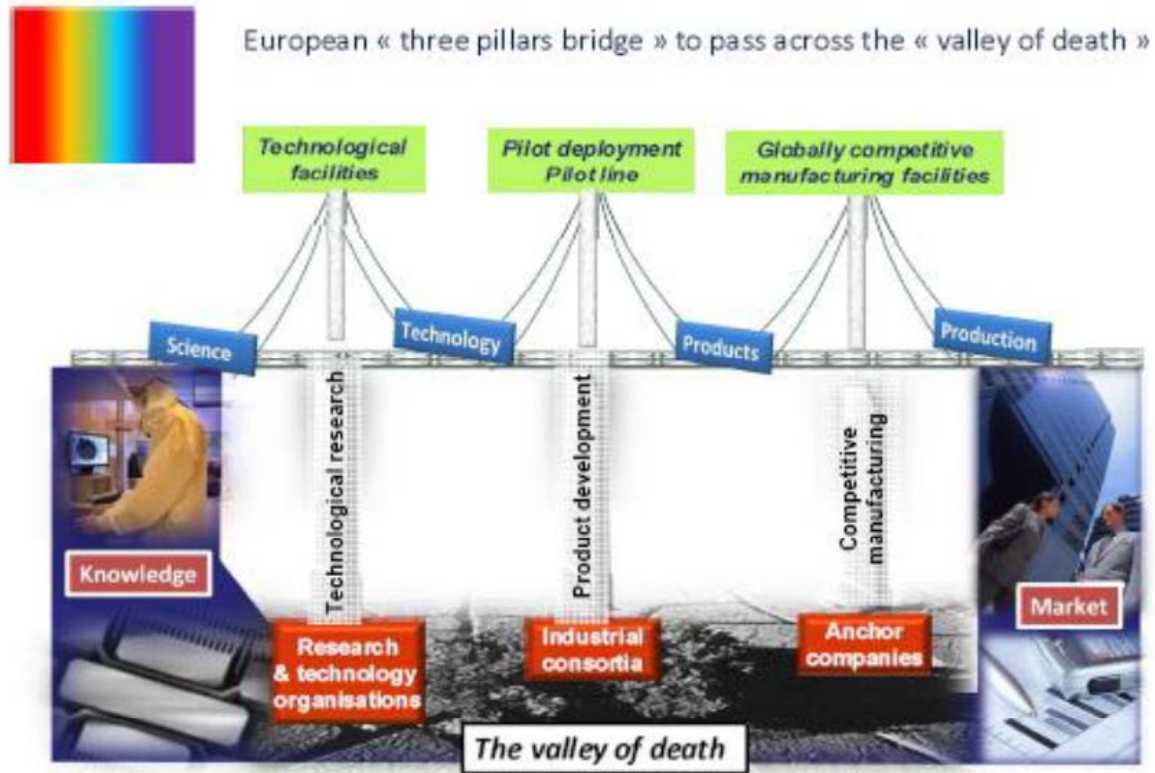 European « three pillars bridge » to pass across the « valley of death »
Technological
facilities
Pilot deployment
Pilot line
Globally competitive
manufacturing facilities
Science
Technology
Products
Production
Technological research
Product development
Competitive
manufacturing
Knowledge
Market
Research
& technology
organisations
Industrial
consortia
Anchor
companies
The valley of death